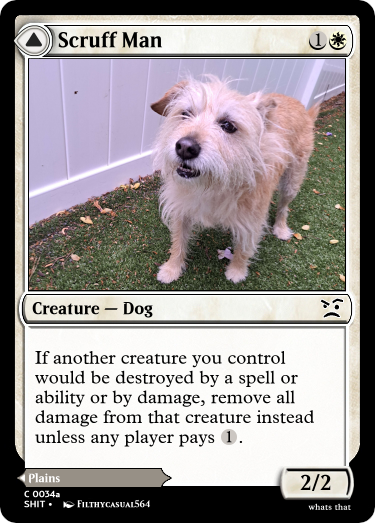 Scruff Man 1
Creature — Dog
If another creature you control
would be destroyed by a spell or
ability or by damage, remove all
damage from that creature instead
unless any player pays 1.
Plains
2/2
C 0034a
SHIT • Filthycasual564
whats that